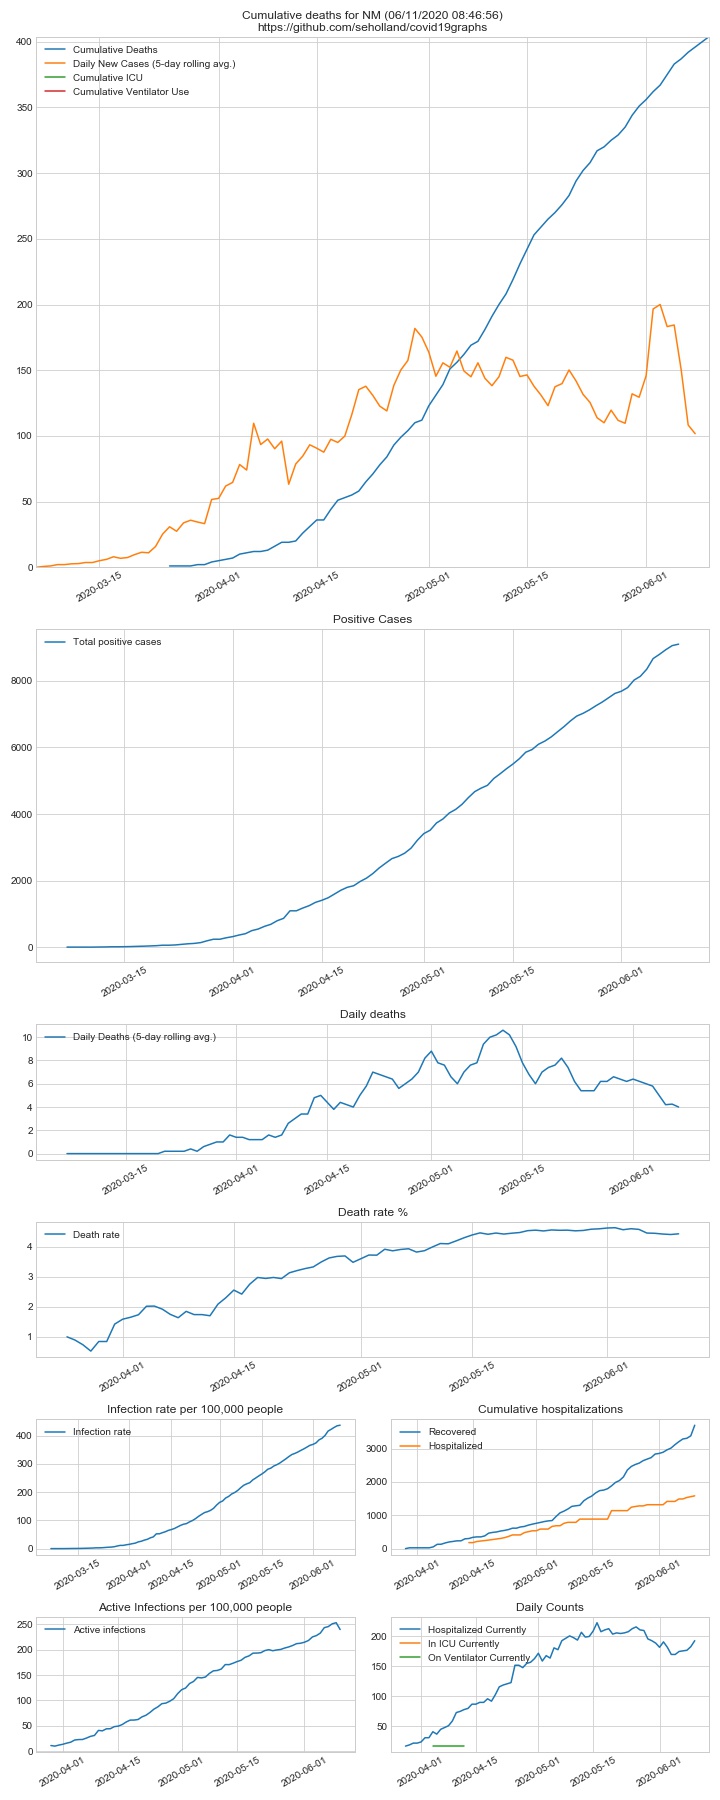 Cumulative deaths for NM (06/11/2020 08:46:56)
https://github.com/seholland/covid19graphs
Cumulative Deaths
Daily New Cases (5-day rolling avg.)
Cumulative ICU
Cumulative Ventilator Use
400
350
300
250
200
150
100
50
0
2020-03-15 2020-04-01 2020-04-15 2020-05-01 2020-05-15 2020-06-01
Positive Cases
Total positive cases
8000
6000
4000
2000
0
2020-03-15 2020-04-01 2020-04-15 2020-05-01 2020-05-15 2020-06-01
Daily deaths
Daily Deaths (5-day rolling avg.)
10
8
6
4
2
0
2020-03-15 2020-04-01 2020-04-15 2020-05-01 2020-05-15 2020-06-01
Death rate %
Death rate
4
3
2
1
2020-04-01 2020-04-15 2020-05-01 2020-05-15 2020-06-01
Infection rate per 100,000 people
Infection rate
400
300
200
100
0
2020-03-15 2020-04-01 2020-04-15 2020-05-01 2020-05-15 2020-06-01
Cumulative hospitalizations
Recovered
Hospitalized
3000
2000
1000
0
2020-04-01 2020-04-15 2020-05-01 2020-05-15 2020-06-01
Active Infections per 100,000 people
Active infections
250
200
150
100
50
0
2020-04-01 2020-04-15 2020-05-01 2020-05-15 2020-06-01
Daily Counts
Hospitalized Currently
In ICU Currently
On Ventilator Currently
200
150
100
50
2020-04-01 2020-04-15 2020-05-01 2020-05-15 2020-06-01